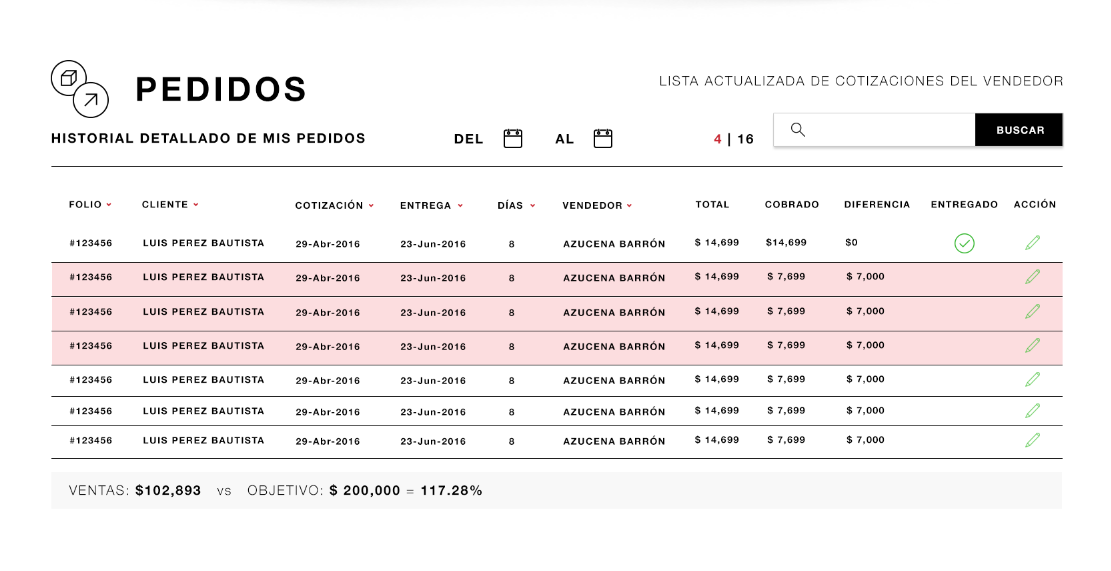 PEDIDOS
LISTA ACTUALIZADA DE COTIZACIONES DEL VENDEDOR
HISTORIAL DETALLADO DE MIS PEDIDOS DEL AL 4 | 16 BUSCAR
FOLIO CLIENTE COTIZACIÓN ENTREGA DÍAS VENDEDOR TOTAL COBRADO DIFERENCIA ENTREGADO ACCIÓN
#123456 LUIS PEREZ BAUTISTA 29-Abr-2016 23-Jun-2016 8 AZUCENA BARRÓN $ 14,699 $14,699 $0
#123456 LUIS PEREZ BAUTISTA 29-Abr-2016 23-Jun-2016 8 AZUCENA BARRÓN $ 14,699 $ 7,699 $ 7,000
#123456 LUIS PEREZ BAUTISTA 29-Abr-2016 23-Jun-2016 8 AZUCENA BARRÓN $ 14,699 $ 7,699 $ 7,000
#123456 LUIS PEREZ BAUTISTA 29-Abr-2016 23-Jun-2016 8 AZUCENA BARRÓN $ 14,699 $ 7,699 $ 7,000
#123456 LUIS PEREZ BAUTISTA 29-Abr-2016 23-Jun-2016 8 AZUCENA BARRÓN $ 14,699 $ 7,699 $ 7,000
#123456 LUIS PEREZ BAUTISTA 29-Abr-2016 23-Jun-2016 8 AZUCENA BARRÓN $ 14,699 $ 7,699 $ 7,000
#123456 LUIS PEREZ BAUTISTA 29-Abr-2016 23-Jun-2016 8 AZUCENA BARRÓN $ 14,699 $ 7,699 $ 7,000
VENTAS: $102,893 vs OBJETIVO: $ 200,000 = 117.28%